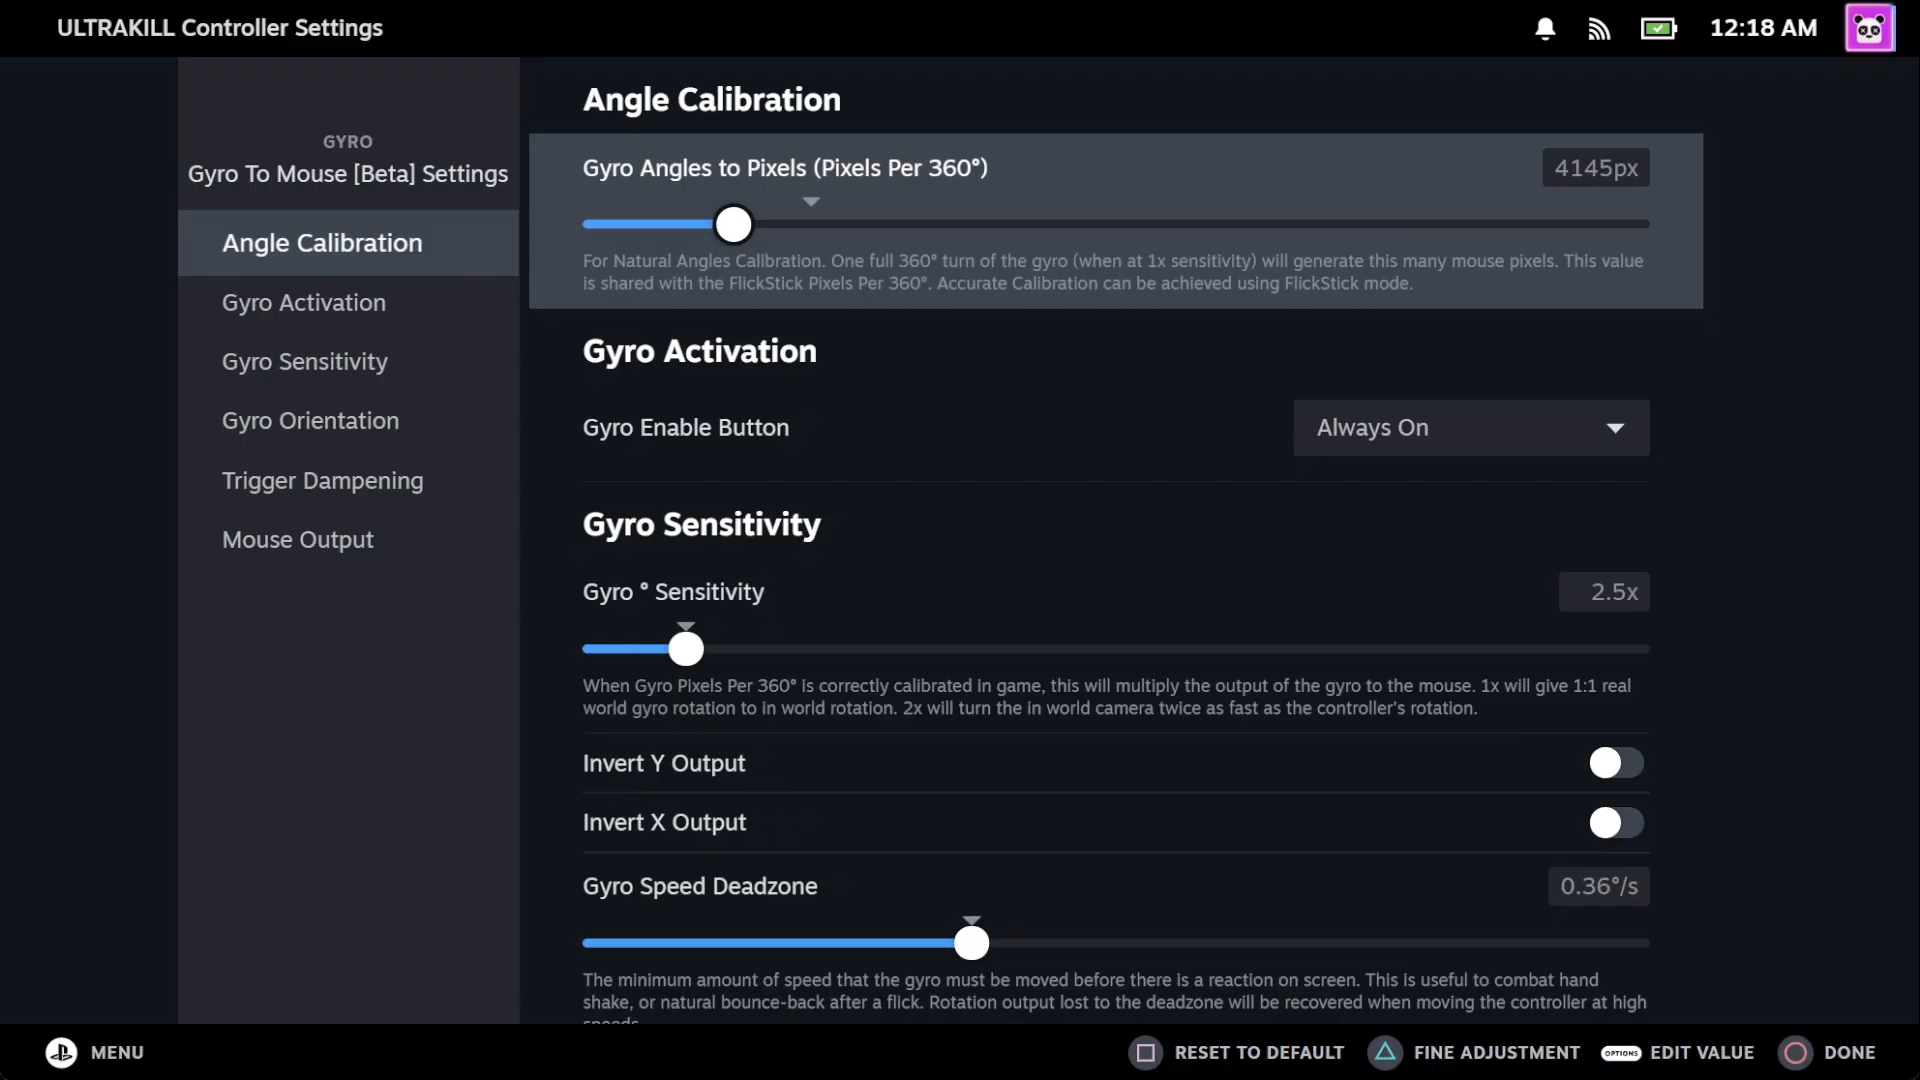 ULTRAKILL Controller Settings
12:18 AM
GYRO
Gyro To Mouse [Beta] Settings
Angle Calibration
Gyro Activation
Gyro Sensitivity
Gyro Orientation
Trigger Dampening
Mouse Output
Angle Calibration
Gyro Angles to Pixels (Pixels Per 360°)
4145px
For Natural Angles Calibration. One full 360° turn of the gyro (when at 1x sensitivity) will generate this many mouse pixels. This value
is shared with the FlickStick Pixels Per 360°. Accurate Calibration can be achieved using FlickStick mode.
Gyro Activation
Gyro Enable Button
Always On
Gyro Sensitivity
Gyro ° Sensitivity
2.5x
When Gyro Pixels Per 360° is correctly calibrated in game, this will multiply the output of the gyro to the mouse. 1x will give 1:1 real
world gyro rotation to in world rotation. 2x will turn the in world camera twice as fast as the controller's rotation.
Invert Y Output
Invert X Output
Gyro Speed Deadzone
0.36°/s
The minimum amount of speed that the gyro must be moved before there is a reaction on screen. This is useful to combat hand
shake, or natural bounce-back after a flick. Rotation output lost to the deadzone will be recovered when moving the controller at high
speeds.
MENU
RESET TO DEFAULT
FINE ADJUSTMENT
OPTIONS
EDIT VALUE
DONE